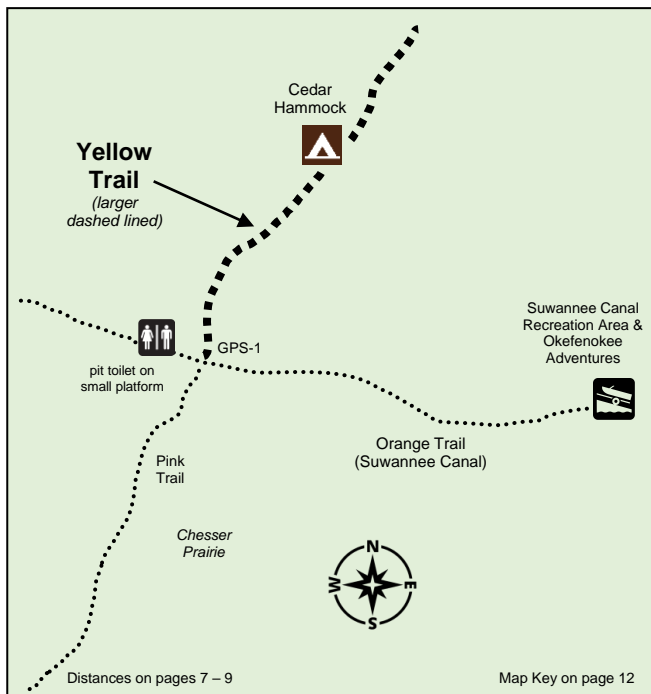 Cedar
Hammock
Yellow
Trail
(larger
dashed lined)
Suwannee Canal
Recreation Area &
Okefenokee
Adventures
GPS-1
pit toilet on
small platform
Orange Trail
(Suwannee Canal)
Pink
Trail
Chesser
Prairie
N
W
E
S
Distances on pages 7 – 9
Map Key on page 12